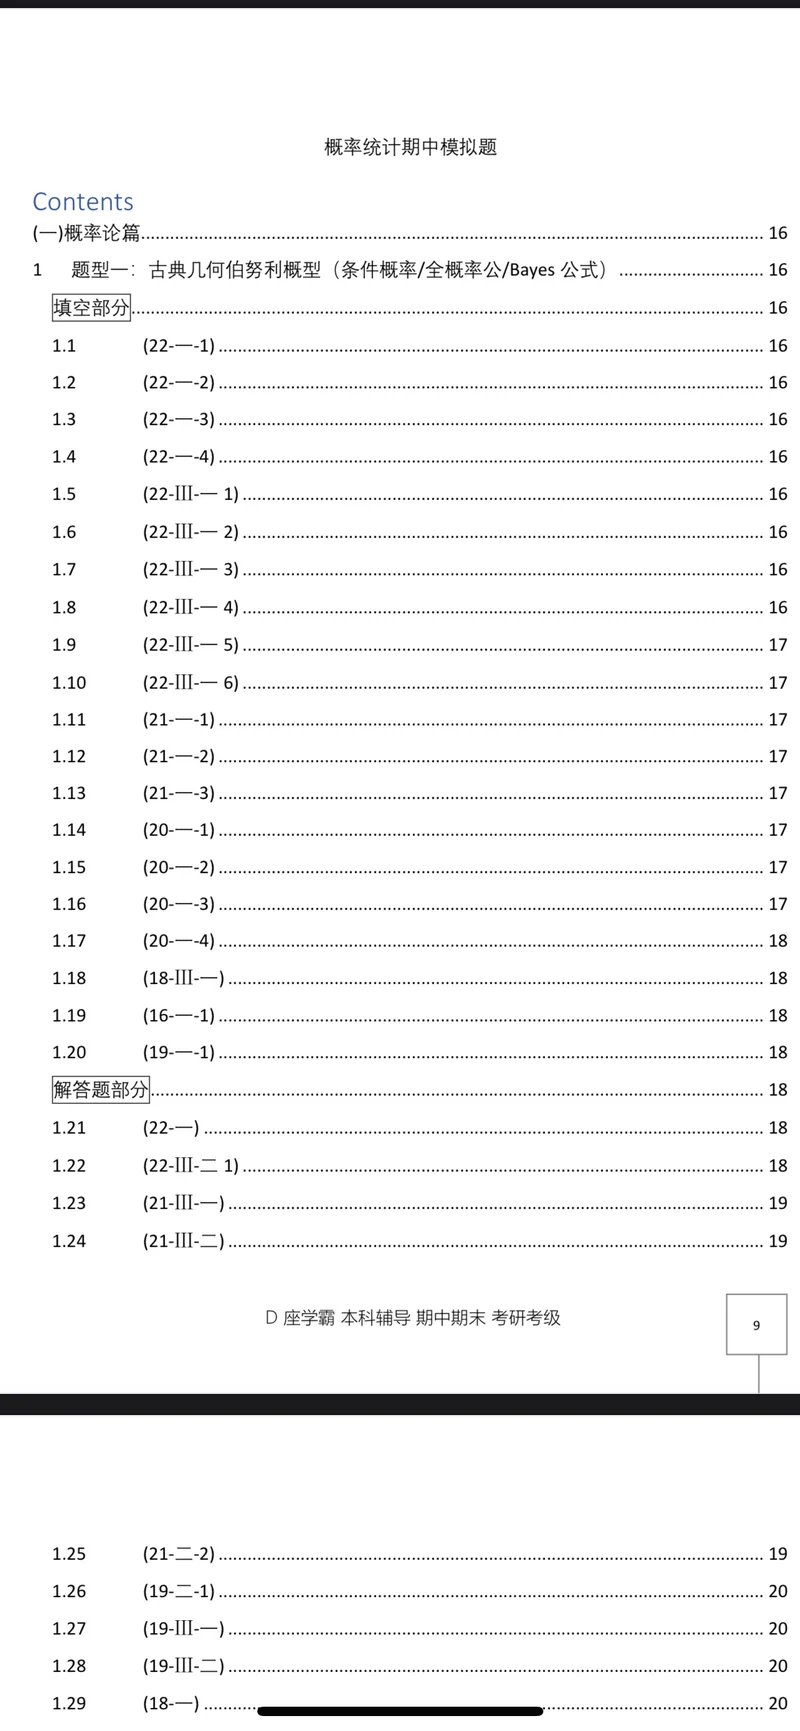 概率统计期中模拟题
Contents
(一)概率论篇 16
1 题型一：古典几何伯努利概型（条件概率/全概率公/Bayes 公式） 16
填空部分 16
1.1 (22-一-1) 16
1.2 (22-一-2) 16
1.3 (22-一-3) 16
1.4 (22-一-4) 16
1.5 (22-Ⅲ-一 1) 16
1.6 (22-Ⅲ-一 2) 16
1.7 (22-Ⅲ-一 3) 16
1.8 (22-Ⅲ-一 4) 16
1.9 (22-Ⅲ-一 5) 17
1.10 (22-Ⅲ-一 6) 17
1.11 (21-一-1) 17
1.12 (21-一-2) 17
1.13 (21-一-3) 17
1.14 (20-一-1) 17
1.15 (20-一-2) 17
1.16 (20-一-3) 17
1.17 (20-一-4) 18
1.18 (18-Ⅲ-一) 18
1.19 (16-一-1) 18
1.20 (19-一-1) 18
解答题部分 18
1.21 (22-一) 18
1.22 (22-Ⅲ-二 1) 18
1.23 (21-Ⅲ-一) 19
1.24 (21-Ⅲ-二) 19
D 座学霸 本科辅导 期中期末 考研考级
9
1.25 (21-二-2) 19
1.26 (19-二-1) 20
1.27 (19-Ⅲ-一) 20
1.28 (19-Ⅲ-二) 20
1.29 (18-一) 20